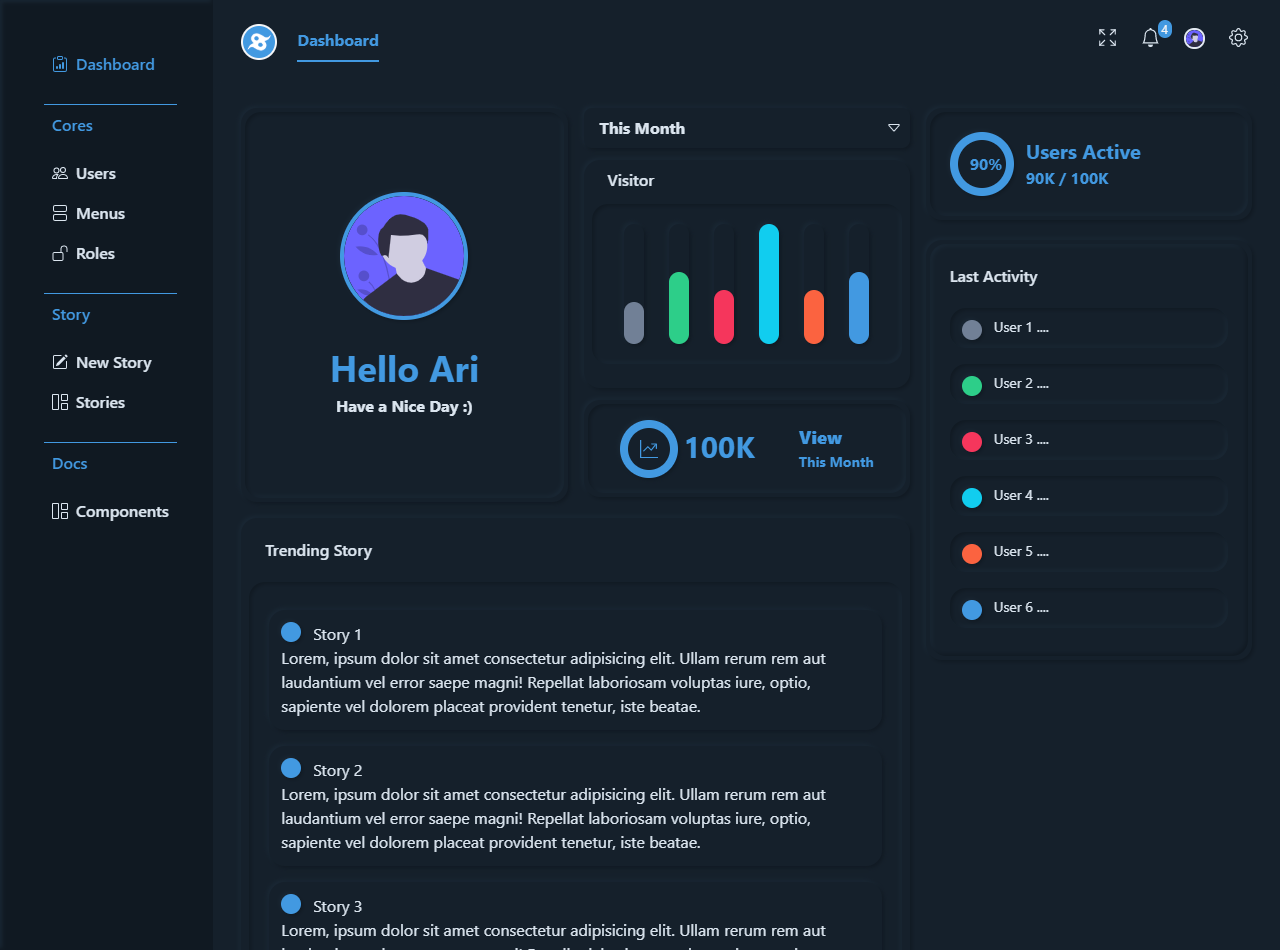 Dashboard
Cores
Users
Menus
Roles
Story
New Story
Stories
Docs
Components
Dashboard
4
Hello Ari
Have a Nice Day :)
This Month
Visitor
100K
View
This Month
90%
Users Active
90K / 100K
Last Activity
User 1 ....
User 2 ....
User 3 ....
User 4 ....
User 5 ....
User 6 ....
Trending Story
Story 1
Lorem, ipsum dolor sit amet consectetur adipisicing elit. Ullam rerum rem aut
laudantium vel error saepe magni! Repellat laboriosam voluptas iure, optio,
sapiente vel dolorem placeat provident tenetur, iste beatae.
Story 2
Lorem, ipsum dolor sit amet consectetur adipisicing elit. Ullam rerum rem aut
laudantium vel error saepe magni! Repellat laboriosam voluptas iure, optio,
sapiente vel dolorem placeat provident tenetur, iste beatae.
Story 3
Lorem, ipsum dolor sit amet consectetur adipisicing elit. Ullam rerum rem aut